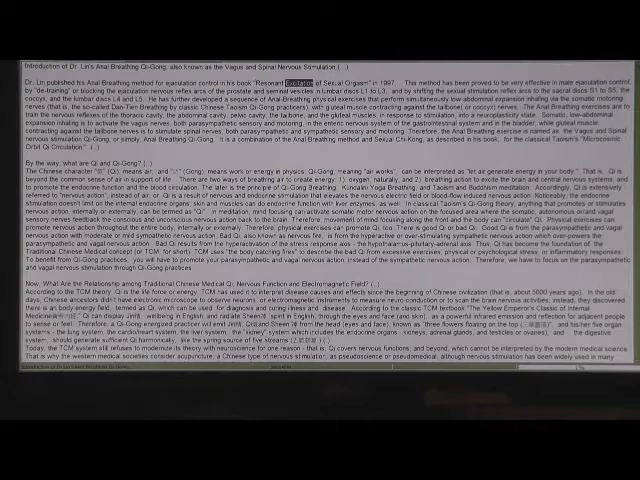 Introduction of Dr. Lin's Anal Breathing Qi-Gong, also known as the Vagus and Spinal Nervous Stimulation (...)
Dr. Lin published his Anal Breathing method for ejaculation control in his book "Resonant Excitation of Sexual Orgasm" in 1997. This method has been proved to be very effective in male ejaculation control,
by "de-training" or blocking the ejaculation nervous reflex arcs of the prostate and seminal vesicles in lumbar discs L1 to L3, and by shifting the sexual stimulation reflex arcs to the sacral discs S1 to S5, the
coccyx, and the lumbar discs L4 and L5. He has further developed a sequence of Anal-Breathing physical exercises that perform simultaneously low-abdominal expansion inhaling via the somatic motoring
nerves (that is, the so-called Dan-Tien Breathing by classic Chinese Taoism Qi-Gong practicers) with gluteal muscle contracting against the tailbone( or coccyx) nerves. The Anal-Breathing exercises are to
train the nervous reflexes of the thoracic cavity, the abdominal cavity, pelvic cavity, the tailbone, and the gluteal muscles, in response to stimulation, into a neuroplasticity state. Somatic, low-abdominal
expansion inhaling is to activate the vagus nerves, both parasympathetic sensory and motoring, in the enteric nervous system of the gastrointestinal system and in the bladder; while gluteal muscle
contracting against the tailbone nerves is to stimulate spinal nerves, both parasympathetic and sympathetic sensory and motoring. Therefore, the Anal Breathing exercise is named as the Vagus and Spinal
nervous Stimulation Qi-Gong, or simply, Anal Breathing Qi-Gong. It is a combination of the Anal Breathing method and Sexual Chi-Kong, as described in his book, for the classical Taoism's "Microcosmic
Orbit Qi Circulation". (...)
By the way, what are Qi and Qi-Gong? (...)
The Chinese character (Qi) means air, and (Gong) means work or energy in physics. Qi-Gong, meaning "air works", can be interpreted as "let air generate energy in your body." That is, Qi is
beyond the common sense of air in support of life. There are two ways of breathing air to create energy: 1) oxygen, naturally, and 2) breathing action to excite the brain and central nervous systems, and
to promote the endocrine function and the blood circulation. The later is the principle of Qi-Gong Breathing, Kundalini Yoga Breathing, and Taoism and Buddhism meditation. Accordingly, Qi is extensively
referred to "nervous action", instead of air, or Qi is a result of nervous and endocrine stimulation that elevates the nervous electric field or blood-flow-induced nervous action. Noticeably, the endocrine
stimulation doesn't limit on the internal endocrine organs, skin and muscles can do endocrine function with liver enzymes, as well. In classical Taoism's Qi-Gong theory, anything that promotes or stimulates
nervous action, internally or externally, can be termed as "Qi". In meditation, mind focusing can activate somatic motor nervous action on the focused area where the somatic, autonomous or/and vagal
sensory nerves feedback the conscious and unconscious nervous action back to the brain. Therefore, movement of mind focusing along the front and the body can "circulate" Qi. Physical exercises can
promote nervous action throughout the entire body, internally or externally. Therefore, physical exercises can promote Qi, too. There is good Qi or bad Qi. Good Qi is from the parasympathetic and vagal
nervous action with moderate or mild sympathetic nervous action. Bad Qi, also known as nervous fire, is from the hyperactive or over-stimulating sympathetic nervous action which over-powers the
parasympathetic and vagal nervous action. Bad Qi results from the hyperactivation of the stress response axis - the hypothalamus-pituitary-adrenal axis. Thus, Qi has become the foundation of the
Traditional Chinese Medical concept (or TCM, for short). TCM uses the "body catching fires" to describe the bad Qi from excessive exercises, physical or psychological stress, or inflammatory responses.
To benefit from Qi-Gong practices, you will have to promote your parasympathetic and vagal nervous action, instead of the sympathetic nervous action. Therefore, we have to focus on the parasympathetic
and vagal nervous stimulation through Qi-Gong practices.
Now, What Are the Relationship among Traditional Chinese Medical Qi, Nervous Function and Electromagnetic Field? (...)
According to the TCM theory, Qi is the life force or energy. TCM has used it to interpret disease causes and effects since the beginning of Chinese civilization (that is, about 5000 years ago). In the old
days, Chinese ancestors didn't have electronic microscope to observe neurons, or electromagnetic instruments to measure neuro-conduction or to scan the brain nervous activities; instead, they discovered
there is an body energy field termed as Qi, which can be used for diagnosis and curing illness and disease. According to the classic TCM textbook "The Yellow Emperor's Classic of Internal
Medicine", Qi can display wellbeing in English, and radiate Sheen, spirit in English, through the eyes and face (and skin), as a powerful infrared emission and reflection for adjacent people
to sense or feel. Therefore, a Qi-Gong energized practicer will emit Qi and Sheen from the head (eyes and face), known as "three flowers floating on the top", and his/her five organ
systems - the lung system, the cardio/heart system, the liver system, the "kidney" system which includes the endocrine organs - kidneys, adrenal glands, and testicles or ovaries), and the digestive
system, should generate sufficient Qi harmonically, like the spring source of five streams (...)
Today, the TCM system still refuses to modernize its theory with neuroscience for one reason - that is, Qi covers nervous functions, and beyond, which cannot be interpreted by the modern medical science.
That is why the western medical societies consider acupuncture, a Chinese type of nervous stimulation, as pseudoscience or pseudomedical, although nervous stimulation has been widely used in many